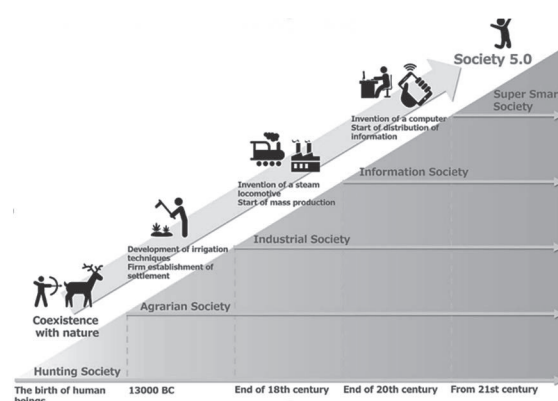 Society 5.0
Super Smar
Society
Invention of a computer
Start of distribution of
information
Information Society
Invention of a steam
locomotive
Start of mass production
Industrial Society
Development of irrigation
techniques
Firm establishment of
settlement
Agrarian Society
Coexistence
with nature
Hunting Society
The birth of human
beings
13000 BC
End of 18th century
End of 20th century
From 21st century